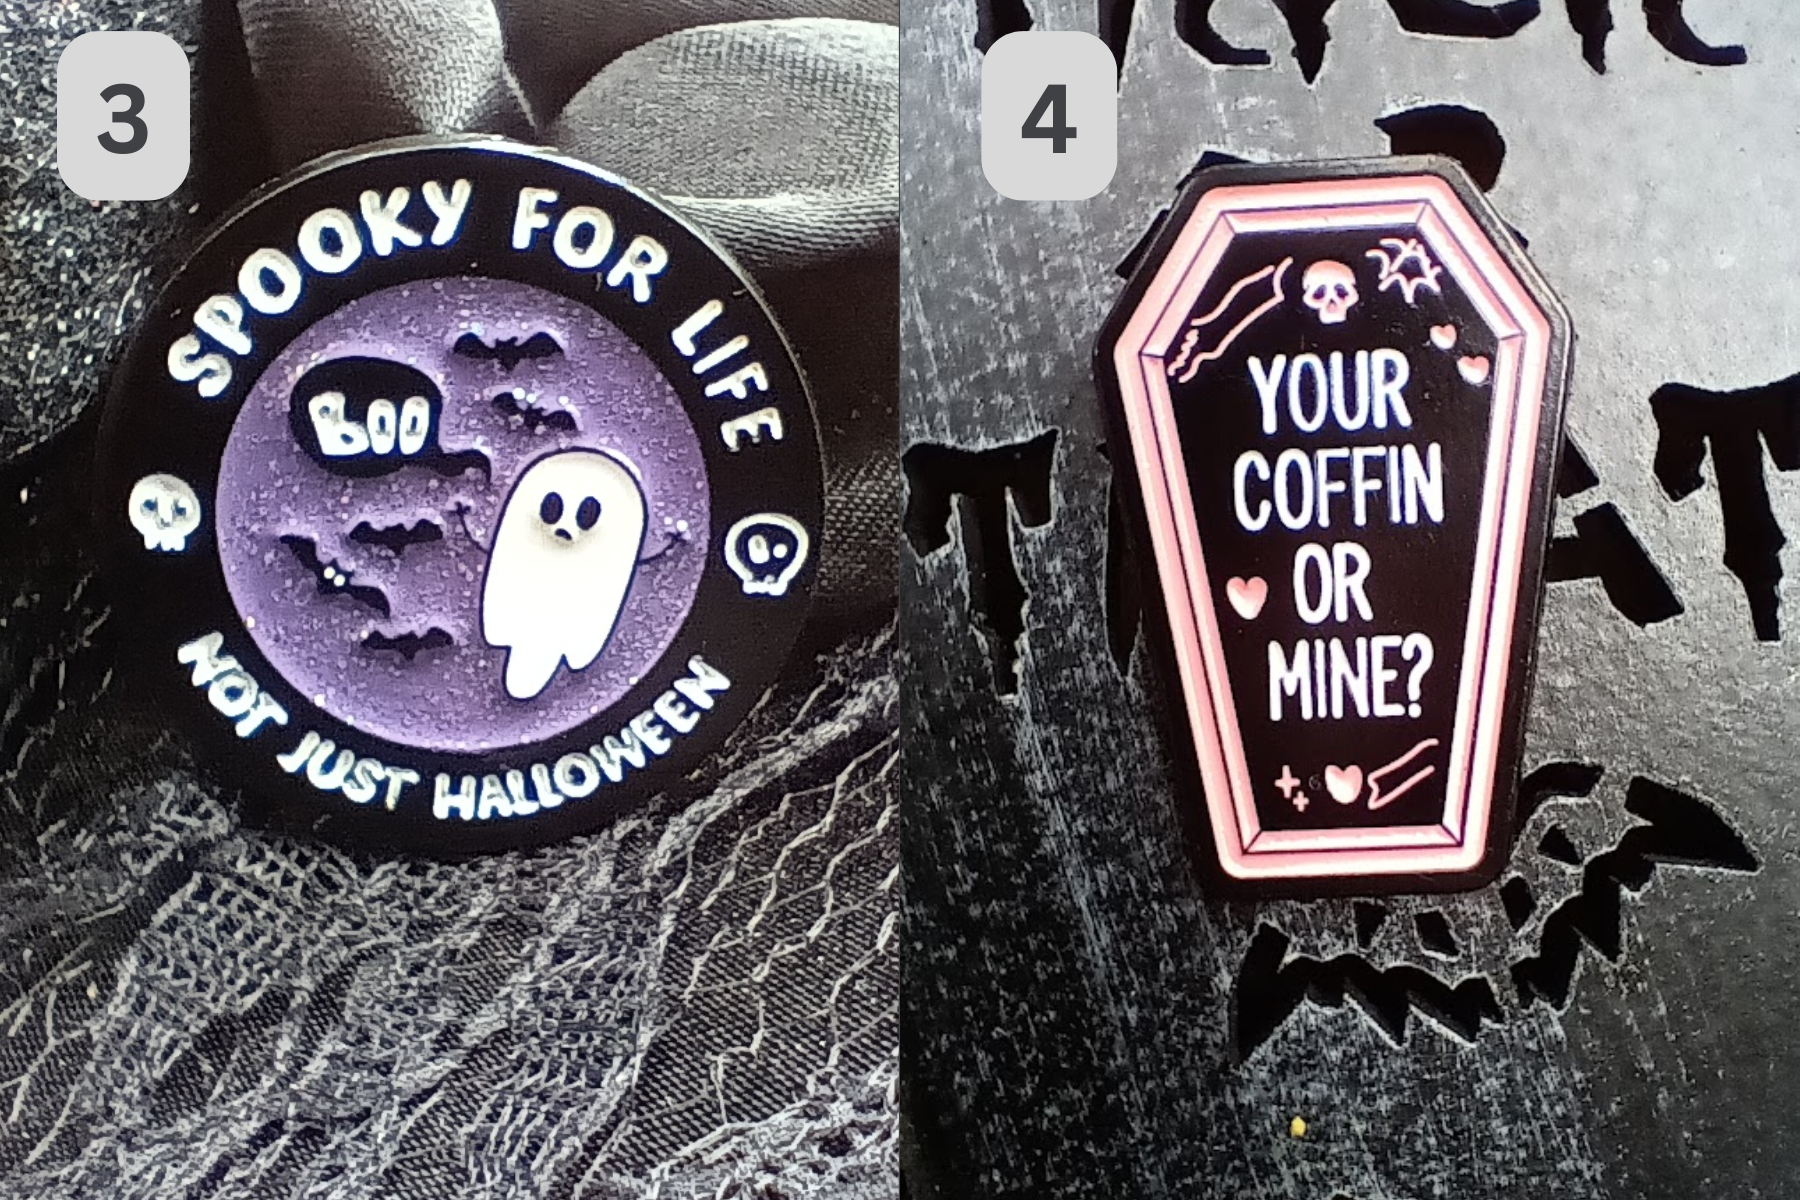 3
SPOOKY FOR LIFE
BOO
NOT JUST HALLOWEEN
4
YOUR
COFFIN
OR
MINE?